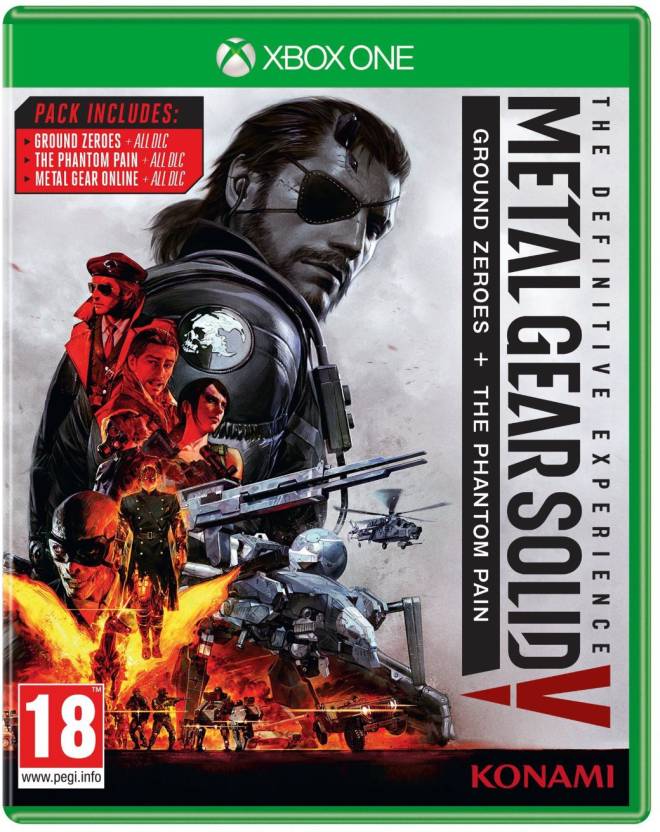 XBOX ONE
PACK INCLUDES:
GROUND ZEROES + ALL DLC
THE PHANTOM PAIN + ALL DLC
METAL GEAR ONLINE + ALL DLC
THE DEFINITIVE EXPERIENCE
METAL GEAR SOLID V
GROUND ZEROES + THE PHANTOM PAIN
18
TM
www.pegi.info
KONAMI